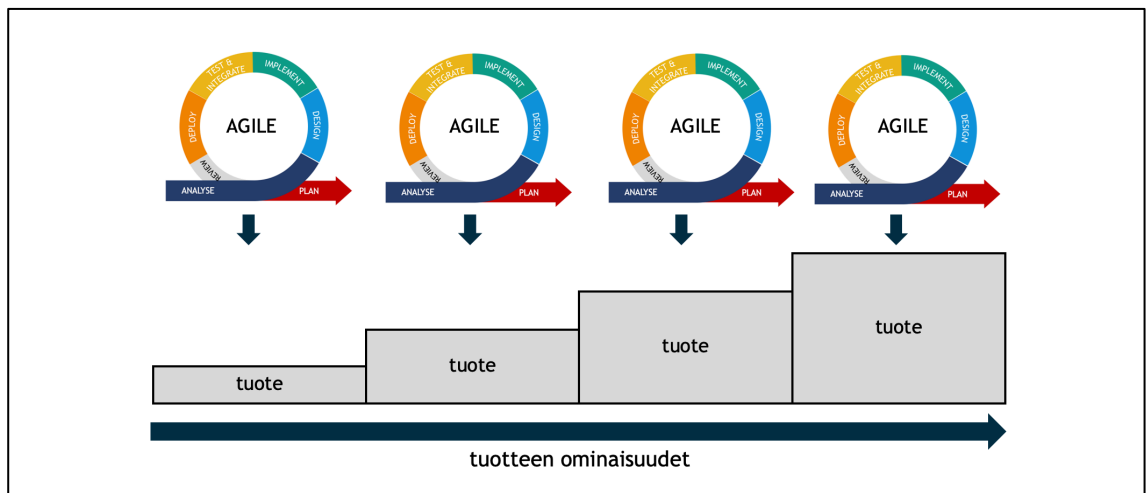 TEST &
INTEGRATE
IMPLEMENT
DEPLOY
AGILE
DESIGN
REVIEW
ANALYSE
PLAN
TEST &
INTEGRATE
IMPLEMENT
DEPLOY
AGILE
DESIGN
REVIEW
ANALYSE
PLAN
TEST &
INTEGRATE
IMPLEMENT
DEPLOY
AGILE
DESIGN
REVIEW
ANALYSE
PLAN
TEST &
INTEGRATE
IMPLEMENT
DEPLOY
AGILE
DESIGN
REVIEW
ANALYSE
PLAN
tuote
tuote
tuote
tuote
tuotteen ominaisuudet